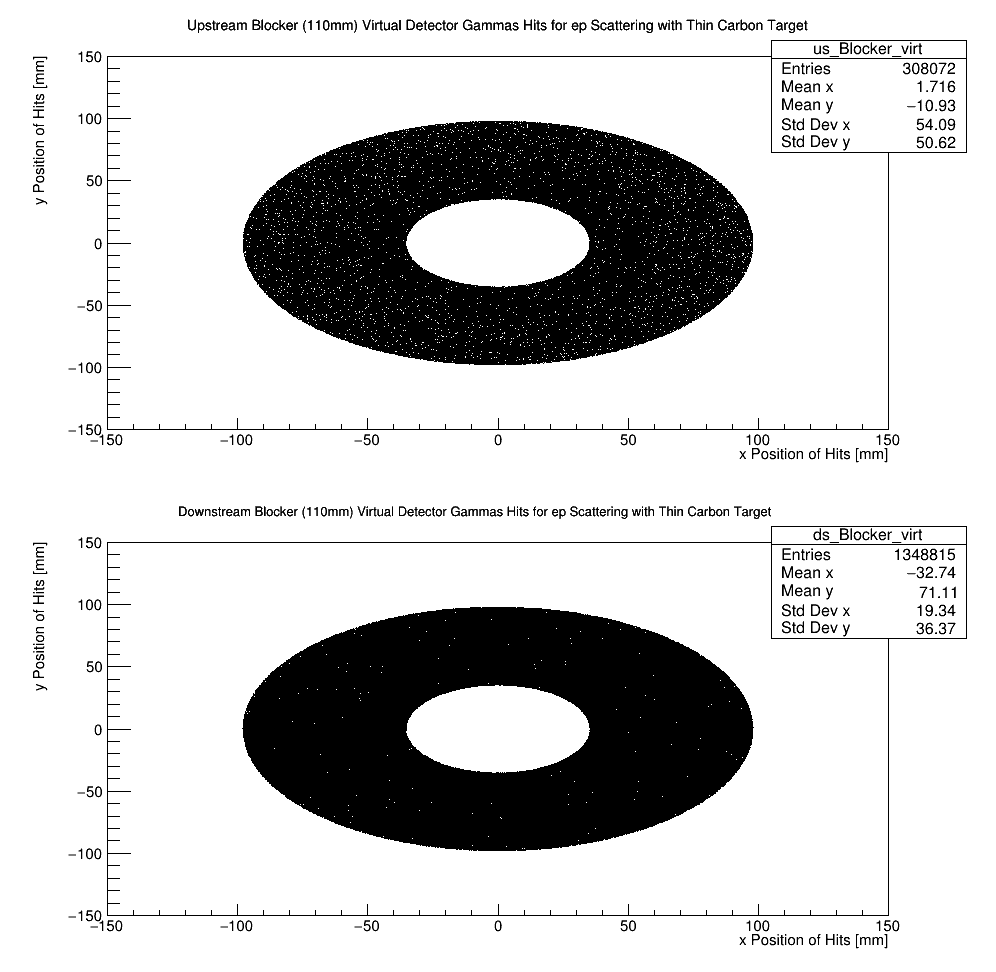 Upstream Blocker (110mm) Virtual Detector Gammas Hits for ep Scattering with Thin Carbon Target
us_Blocker_virt
Entries 308072
Mean x 1.716
Mean y −10.93
Std Dev x 54.09
Std Dev y 50.62
y Position of Hits [mm]
150
100
50
0
−50
−100
−150
−150 −100 −50 0 50 100 150
x Position of Hits [mm]
Downstream Blocker (110mm) Virtual Detector Gammas Hits for ep Scattering with Thin Carbon Target
ds_Blocker_virt
Entries 1348815
Mean x −32.74
Mean y 71.11
Std Dev x 19.34
Std Dev y 36.37
y Position of Hits [mm]
150
100
50
0
−50
−100
−150
−150 −100 −50 0 50 100 150
x Position of Hits [mm]